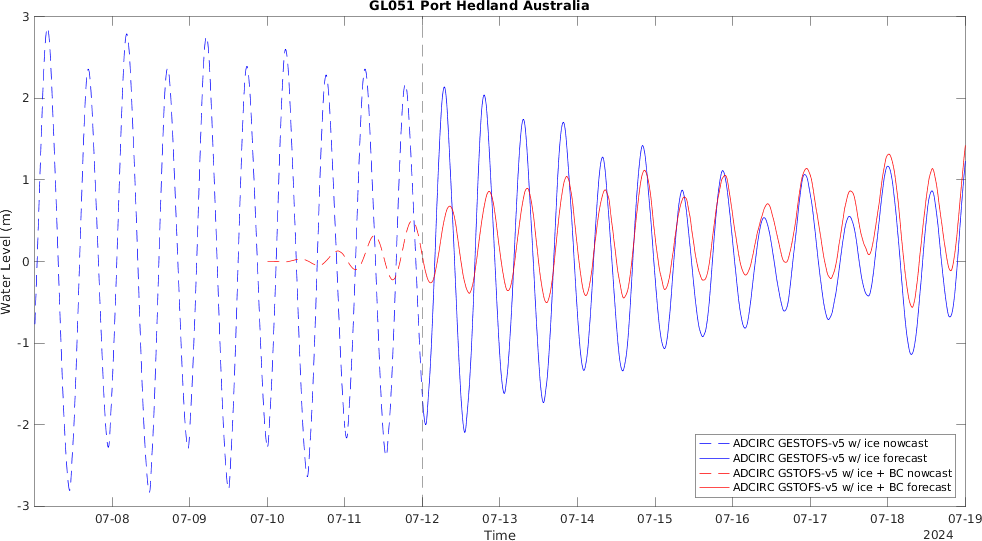 GL051 Port Hedland Australia
3
2
1
0
-1
-2
-3
Water Level (m)
07-08 07-09 07-10 07-11 07-12 07-13 07-14 07-15 07-16 07-17 07-18 07-19
Time
2024
ADCIRC GESTOFS-v5 w/ ice nowcast
ADCIRC GESTOFS-v5 w/ ice forecast
ADCIRC GSTOFS-v5 w/ ice + BC nowcast
ADCIRC GSTOFS-v5 w/ ice + BC forecast